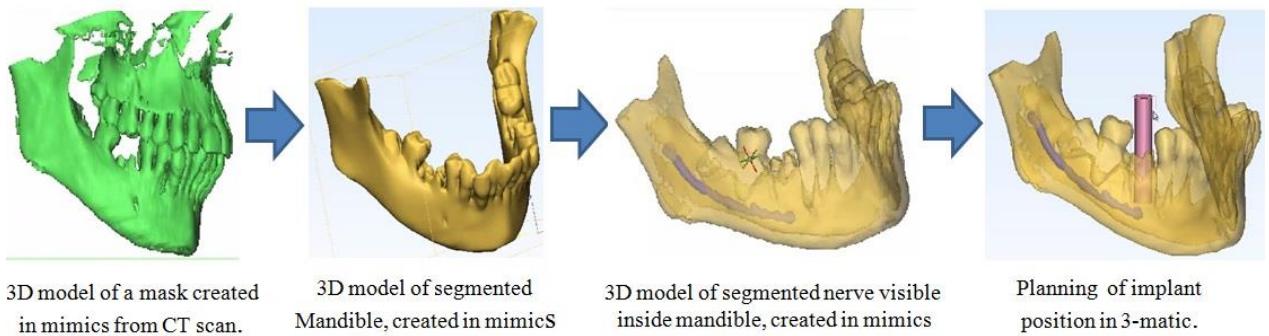 3D model of a mask created
in mimics from CT scan.
3D model of segmented
Mandible, created in mimicS
3D model of segmented nerve visible
inside mandible, created in mimics
Planning of implant
position in 3-matic.